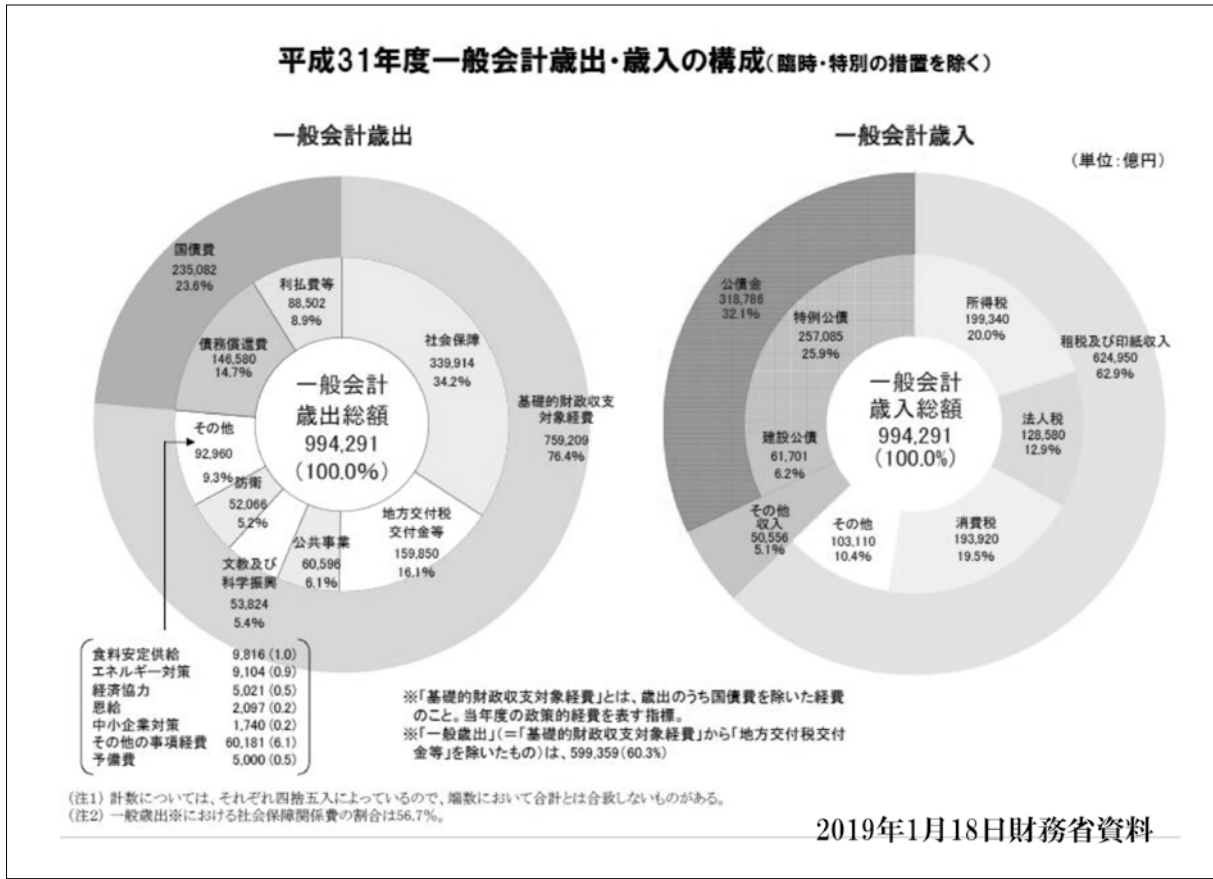 平成31年度一般会計歳出・歳入の構成(臨時・特別の措置を除く)
一般会計歳出
一般会計歳入
(単位:億円)
国債費
235,082
23.6%
利払費等
88,502
8.9%
債務償還費
146,580
14.7%
社会保障
339,914
34.2%
基礎的財政収支
対象経費
759,209
76.4%
一般会計
歳出総額
994,291
(100.0%)
その他
92,960
9.3%
防衛
52,066
5.2%
文教及び
科学振興
53,824
5.4%
公共事業
60,596
6.1%
地方交付税
交付金等
159,850
16.1%
食料安定供給 9,816 (1.0)
エネルギー対策 9,104 (0.9)
経済協力 5,021 (0.5)
恩給 2,097 (0.2)
中小企業対策 1,740 (0.2)
その他の事項経費 60,181 (6.1)
予備費 5,000 (0.5)
公債金
318,786
32.1%
特例公債
257,085
25.9%
建設公債
61,701
6.2%
所得税
199,340
20.0%
租税及び印紙収入
624,950
62.9%
法人税
128,580
12.9%
一般会計
歳入総額
994,291
(100.0%)
その他
収入
50,556
5.1%
その他
103,110
10.4%
消費税
193,920
19.5%
※「基礎的財政収支対象経費」とは、歳出のうち国債費を除いた経費
のこと。当年度の政策的経費を表す指標。
※「一般歳出」(=「基礎的財政収支対象経費」から「地方交付税交付
金等」を除いたもの)は、599,359(60.3%)
(注1) 計数については、それぞれ四捨五入によっているので、端数において合計とは合致しないものがある。
(注2) 一般歳出※における社会保障関係費の割合は56.7%。
2019年1月18日財務省資料